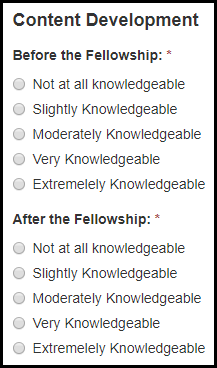 Content Development
Before the Fellowship: *
Not at all knowledgeable
Slightly Knowledgeable
Moderately Knowledgeable
Very Knowledgeable
Extremelely Knowledgeable
After the Fellowship: *
Not at all knowledgeable
Slightly Knowledgeable
Moderately Knowledgeable
Very Knowledgeable
Extremelely Knowledgeable